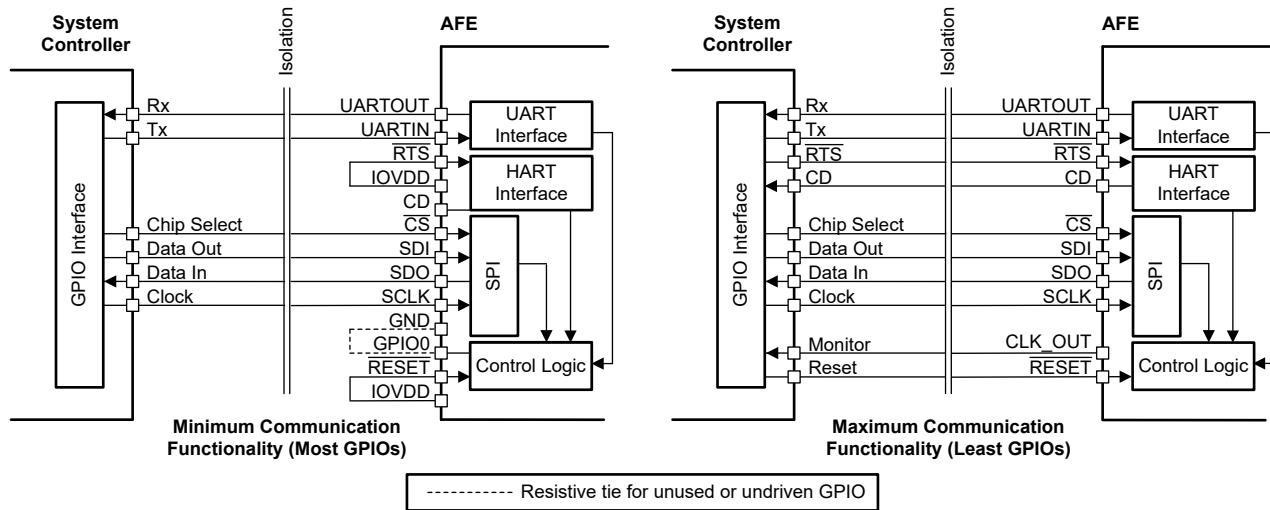 System
Controller
Isolation
AFE
GPIO Interface
Rx
UARTOUT
Tx
UARTIN
UART
Interface
RTS
IOVDD
HART
Interface
CD
Chip Select
CS
Data Out
SDI
Data In
SDO
Clock
SCLK
SPI
GND
GPIO0
RESET
IOVDD
Control Logic
Minimum Communication
Functionality (Most GPIOs)
System
Controller
Isolation
AFE
GPIO Interface
Rx
UARTOUT
Tx
UARTIN
UART
Interface
RTS
RTS
CD
CD
HART
Interface
Chip Select
CS
Data Out
SDI
Data In
SDO
Clock
SCLK
SPI
Monitor
CLK_OUT
Reset
RESET
Control Logic
Maximum Communication
Functionality (Least GPIOs)
Resistive tie for unused or undriven GPIO